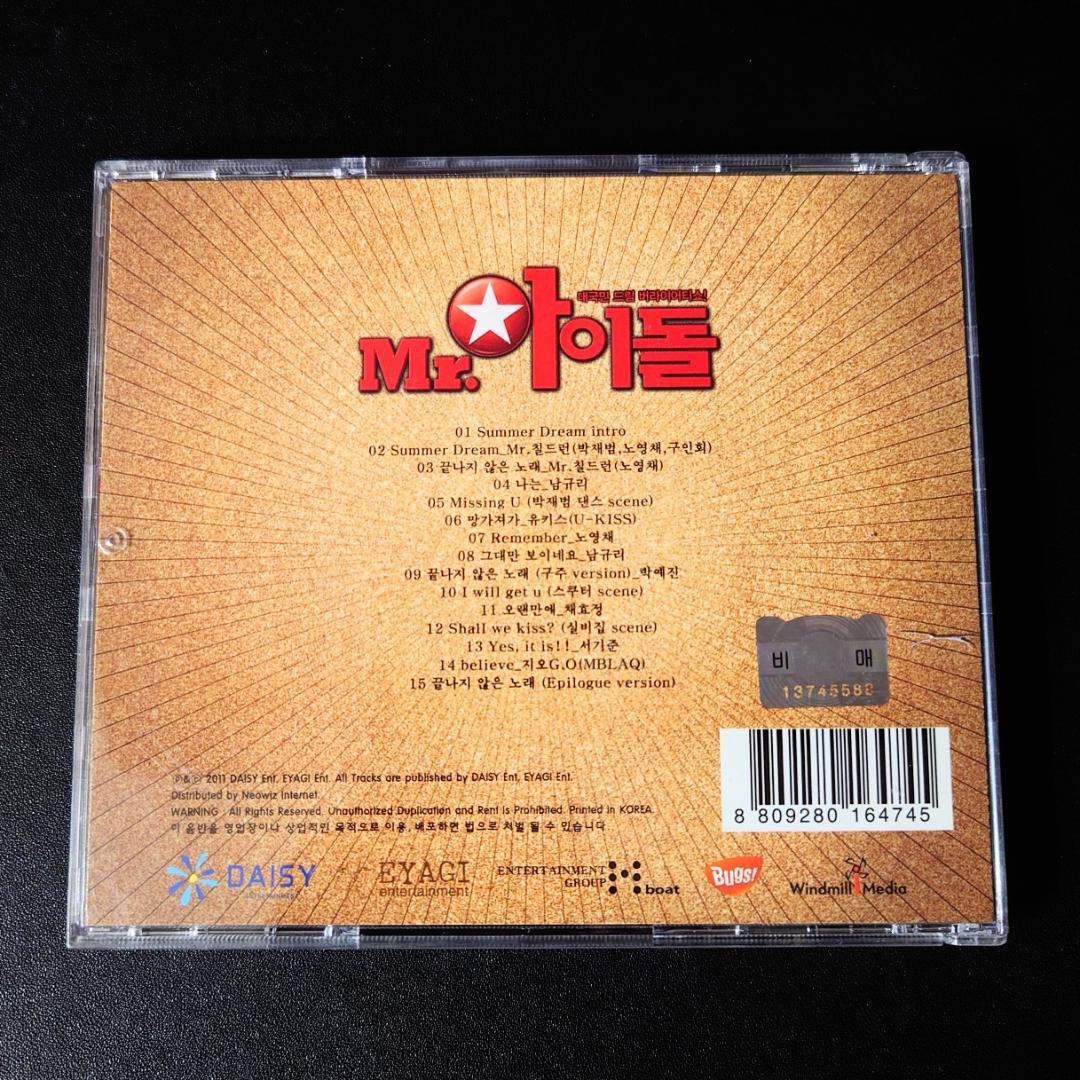 대국민 드림 버라이어티쇼!
Mr.아이돌
01 Summer Dream intro
02 Summer Dream_Mr.칠드런(박재범,노영채,구인회)
03 끝나지 않은 노래_Mr.칠드런(노영채)
04 나는_남규리
05 Missing U (박재범 댄스 scene)
06 망가져가_유키스(U-KISS)
07 Remember_노영채
08 그대만 보이네요_남규리
09 끝나지 않은 노래 (구주 version)_박예진
10 I will get u (스쿠터 scene)
11 오랜만에_채효정
12 Shall we kiss? (실비집 scene)
13 Yes, it is!!_서기준
14 believe_지오G.O(MBLAQ)
15 끝나지 않은 노래 (Epilogue version)
비 매
13745583
8 809280 164745
℗&© 2011 DAISY Ent, EYAGI Ent. All Tracks are published by DAISY Ent, EYAGI Ent.
Distributed by Neowiz Internet.
WARNING : All Rights Reserved. Unauthorized Duplication and Rent is Prohibited. Printed in KOREA.
이 음반을 영업장이나 상업적인 목적으로 이용, 배포하면 법으로 처벌 될 수 있습니다.
DAISY
EYAGI
entertainment
ENTERTAINMENT
GROUP
boat
Bugs!
Windmill Media